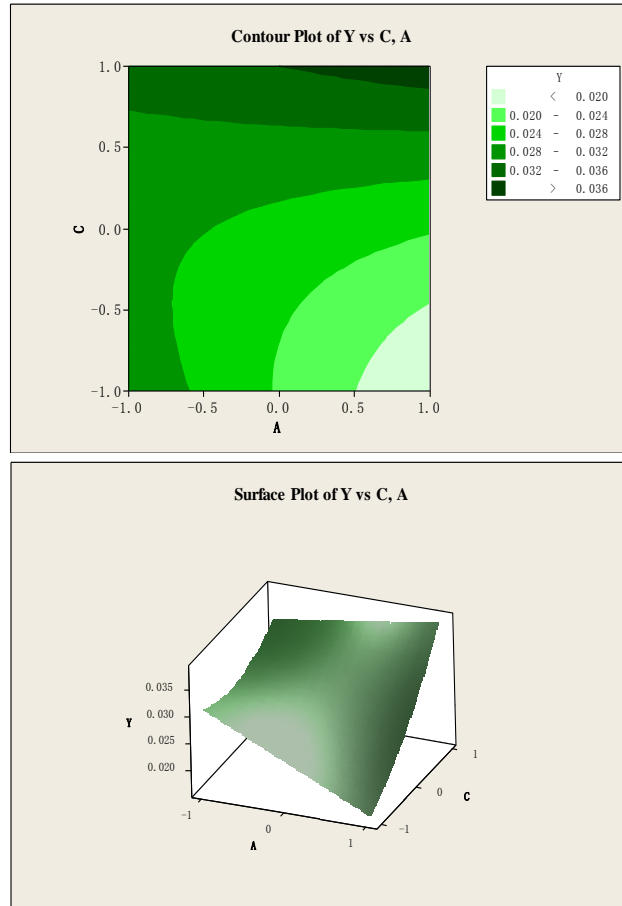 Contour Plot of Y vs C, A
1.0
0.5
0.0
-0.5
-1.0
C
-1.0 -0.5 0.0 0.5 1.0
A
Y
< 0.020
0.020 - 0.024
0.024 - 0.028
0.028 - 0.032
0.032 - 0.036
> 0.036
Surface Plot of Y vs C, A
0.035
0.030
0.025
0.020
Y
-1 0 1
A
-1 0 1
C